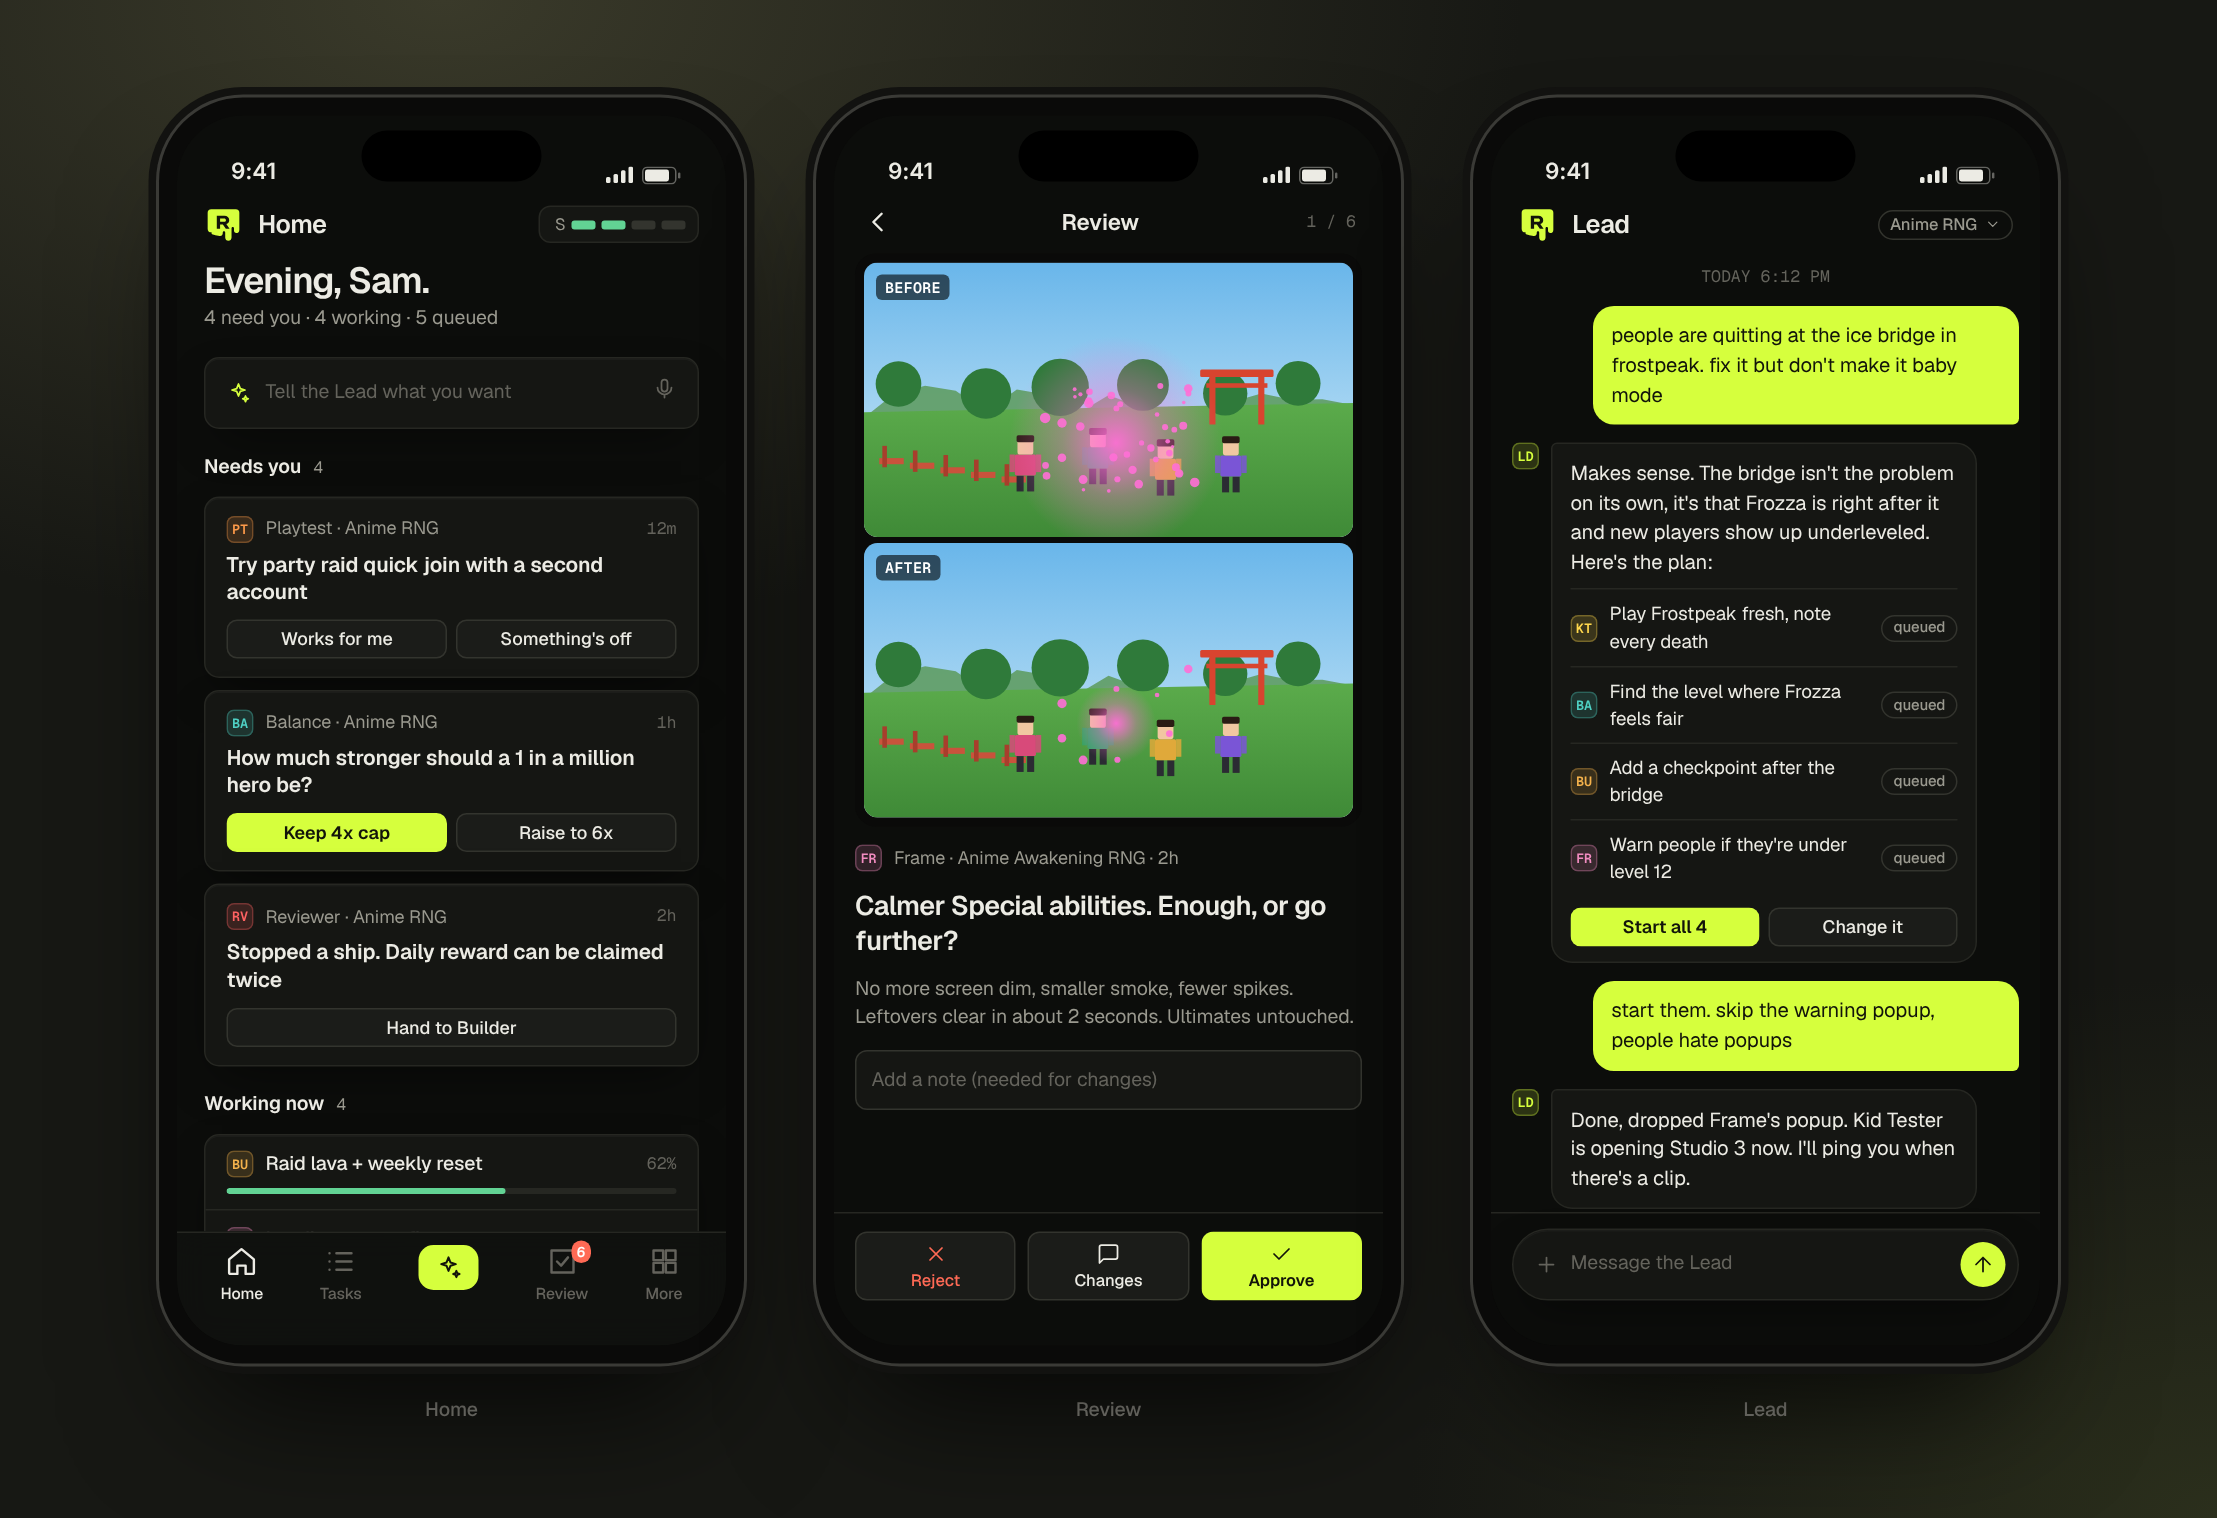 9:41
R Home
S
Evening, Sam.
4 need you · 4 working · 5 queued
Tell the Lead what you want
Needs you 4
PT Playtest · Anime RNG 12m
Try party raid quick join with a second
account
Works for me Something's off
BA Balance · Anime RNG 1h
How much stronger should a 1 in a million
hero be?
Keep 4x cap Raise to 6x
RV Reviewer · Anime RNG 2h
Stopped a ship. Daily reward can be claimed
twice
Hand to Builder
Working now 4
BU Raid lava + weekly reset 62%
6
Home Tasks Review More
Home
9:41
Review 1 / 6
BEFORE
AFTER
FR Frame · Anime Awakening RNG · 2h
Calmer Special abilities. Enough, or go
further?
No more screen dim, smaller smoke, fewer spikes.
Leftovers clear in about 2 seconds. Ultimates untouched.
Add a note (needed for changes)
Reject Changes Approve
Review
9:41
R Lead Anime RNG
TODAY 6:12 PM
people are quitting at the ice bridge in
frostpeak. fix it but don't make it baby
mode
LD
Makes sense. The bridge isn't the problem
on its own, it's that Frozza is right after it
and new players show up underleveled.
Here's the plan:
KT Play Frostpeak fresh, note
every death
queued
BA Find the level where Frozza
feels fair
queued
BU Add a checkpoint after the
bridge
queued
FR Warn people if they're under
level 12
queued
Start all 4 Change it
start them. skip the warning popup,
people hate popups
LD
Done, dropped Frame's popup. Kid Tester
is opening Studio 3 now. I'll ping you when
there's a clip.
Message the Lead
Lead